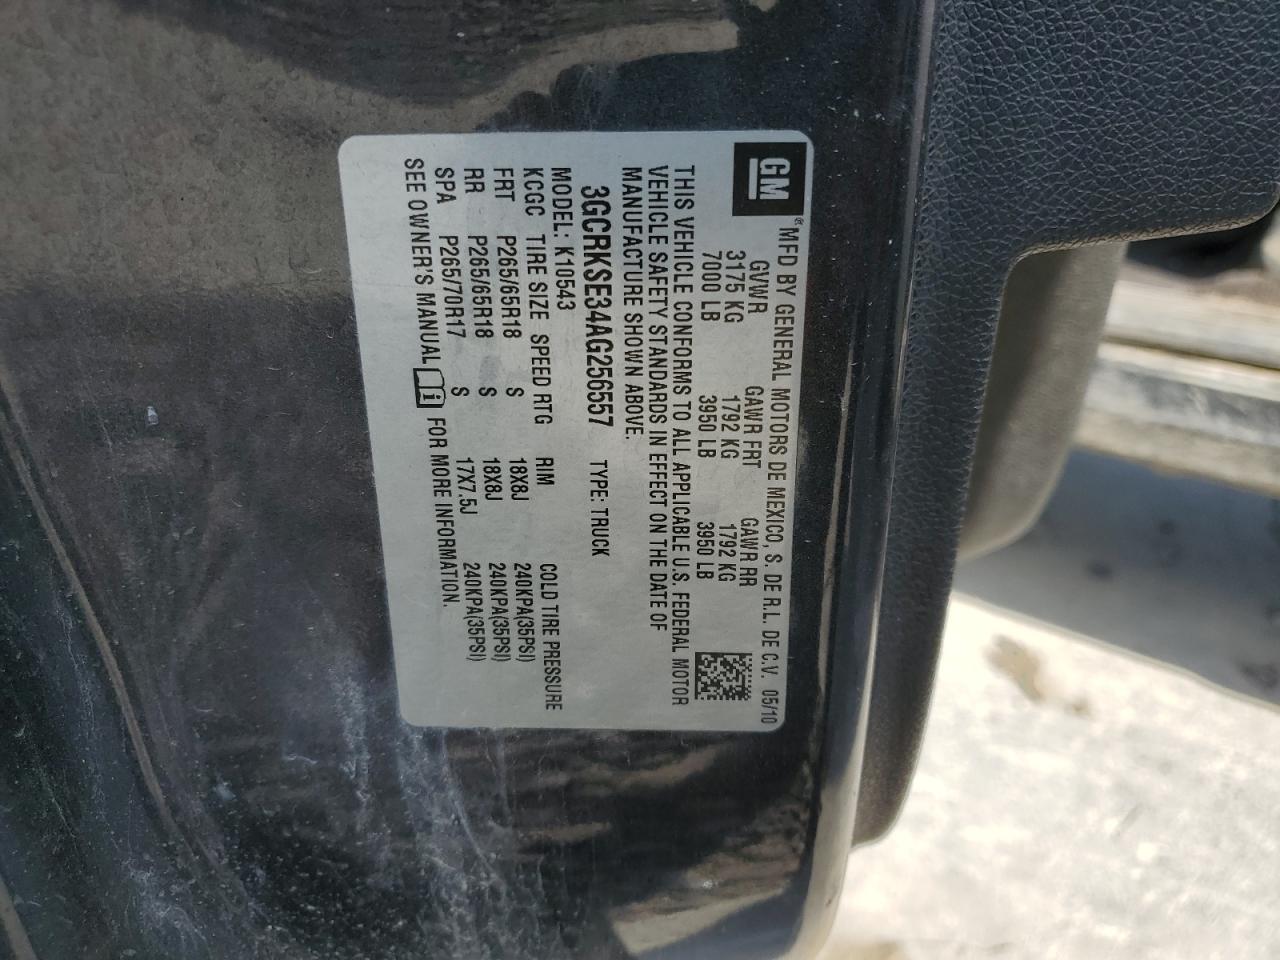 GM
® MFD BY GENERAL MOTORS DE MEXICO, S. DE R.L. DE C.V. 05/10
GVWR GAWR FRT GAWR RR
3175 KG 1792 KG 1792 KG
7000 LB 3950 LB 3950 LB
THIS VEHICLE CONFORMS TO ALL APPLICABLE U.S. FEDERAL MOTOR
VEHICLE SAFETY STANDARDS IN EFFECT ON THE DATE OF
MANUFACTURE SHOWN ABOVE.
3GCRKSE34AG256557 TYPE: TRUCK
MODEL: K10543
KCGC TIRE SIZE SPEED RTG RIM COLD TIRE PRESSURE
FRT P265/65R18 S 18X8J 240KPA(35PSI)
RR P265/65R18 S 18X8J 240KPA(35PSI)
SPA P265/70R17 S 17X7.5J 240KPA(35PSI)
SEE OWNER'S MANUAL i FOR MORE INFORMATION.